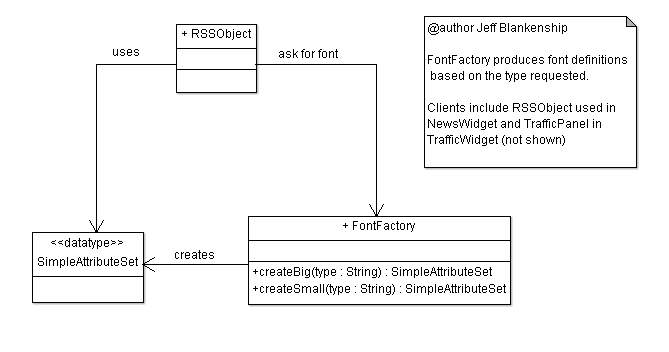 + RSSObject
uses
ask for font
@author Jeff Blankenship
FontFactory produces font definitions
based on the type requested.
Clients include RSSObject used in
NewsWidget and TrafficPanel in
TrafficWidget (not shown)
<<datatype>>
SimpleAttributeSet
creates
+ FontFactory
+createBig(type : String) : SimpleAttributeSet
+createSmall(type : String) : SimpleAttributeSet